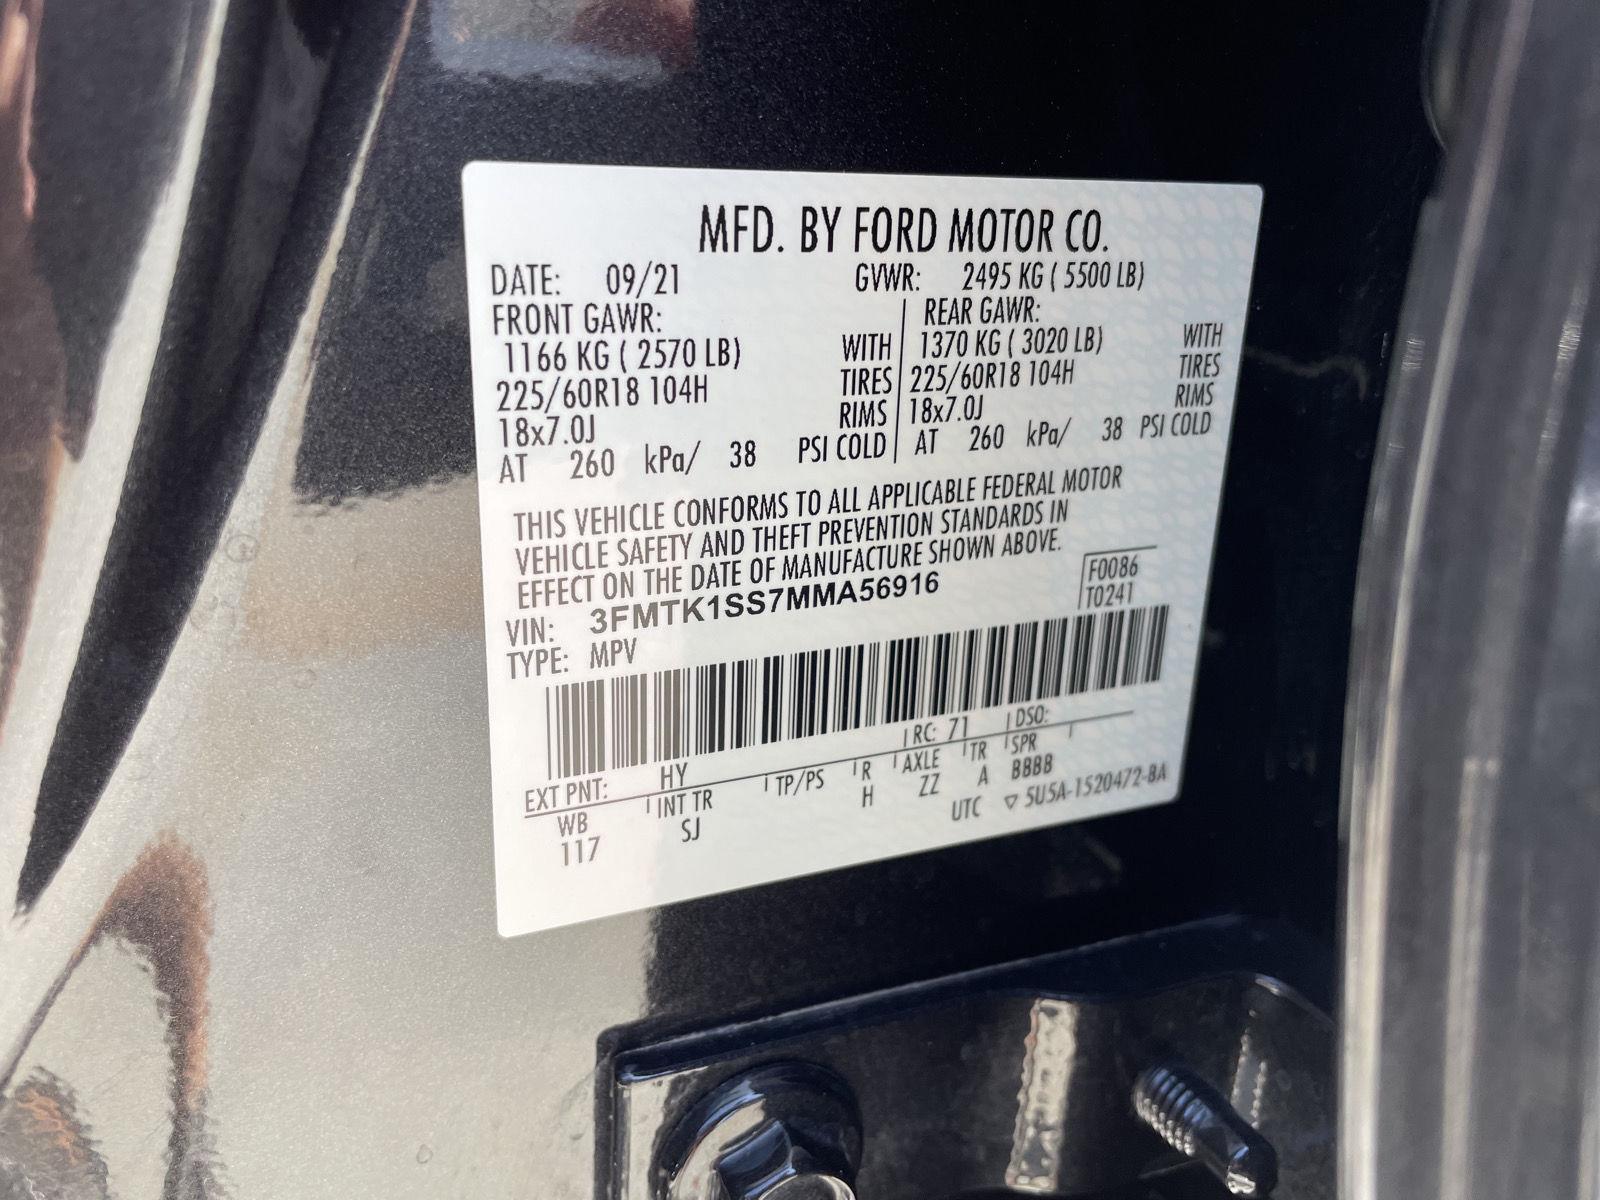 MFD. BY FORD MOTOR CO.
DATE: 09/21 GVWR: 2495 KG ( 5500 LB)
FRONT GAWR: REAR GAWR:
1166 KG ( 2570 LB) WITH 1370 KG ( 3020 LB) WITH
225/60R18 104H TIRES 225/60R18 104H TIRES
18x7.0J RIMS 18x7.0J RIMS
AT 260 kPa/ 38 PSI COLD AT 260 kPa/ 38 PSI COLD
THIS VEHICLE CONFORMS TO ALL APPLICABLE FEDERAL MOTOR
VEHICLE SAFETY AND THEFT PREVENTION STANDARDS IN
EFFECT ON THE DATE OF MANUFACTURE SHOWN ABOVE.
F0086
VIN: 3FMTK1SS7MMA56916 T0241
TYPE: MPV
EXT PNT: HY RC: 71 DSO:
WB INT TR TP/PS R AXLE TR SPR
117 SJ H ZZ A BBBB
UTC ▽ 5U5A-1520472-BA